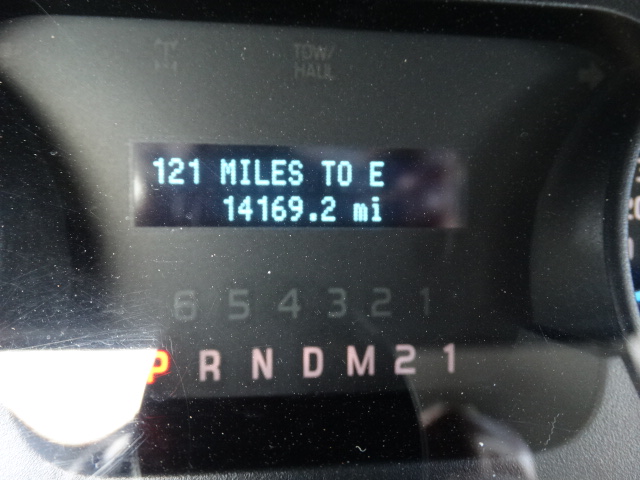 TOW/
HAUL
121 MILES TO E
14169.2 mi
6 5 4 3 2 1
P R N D M 2 1